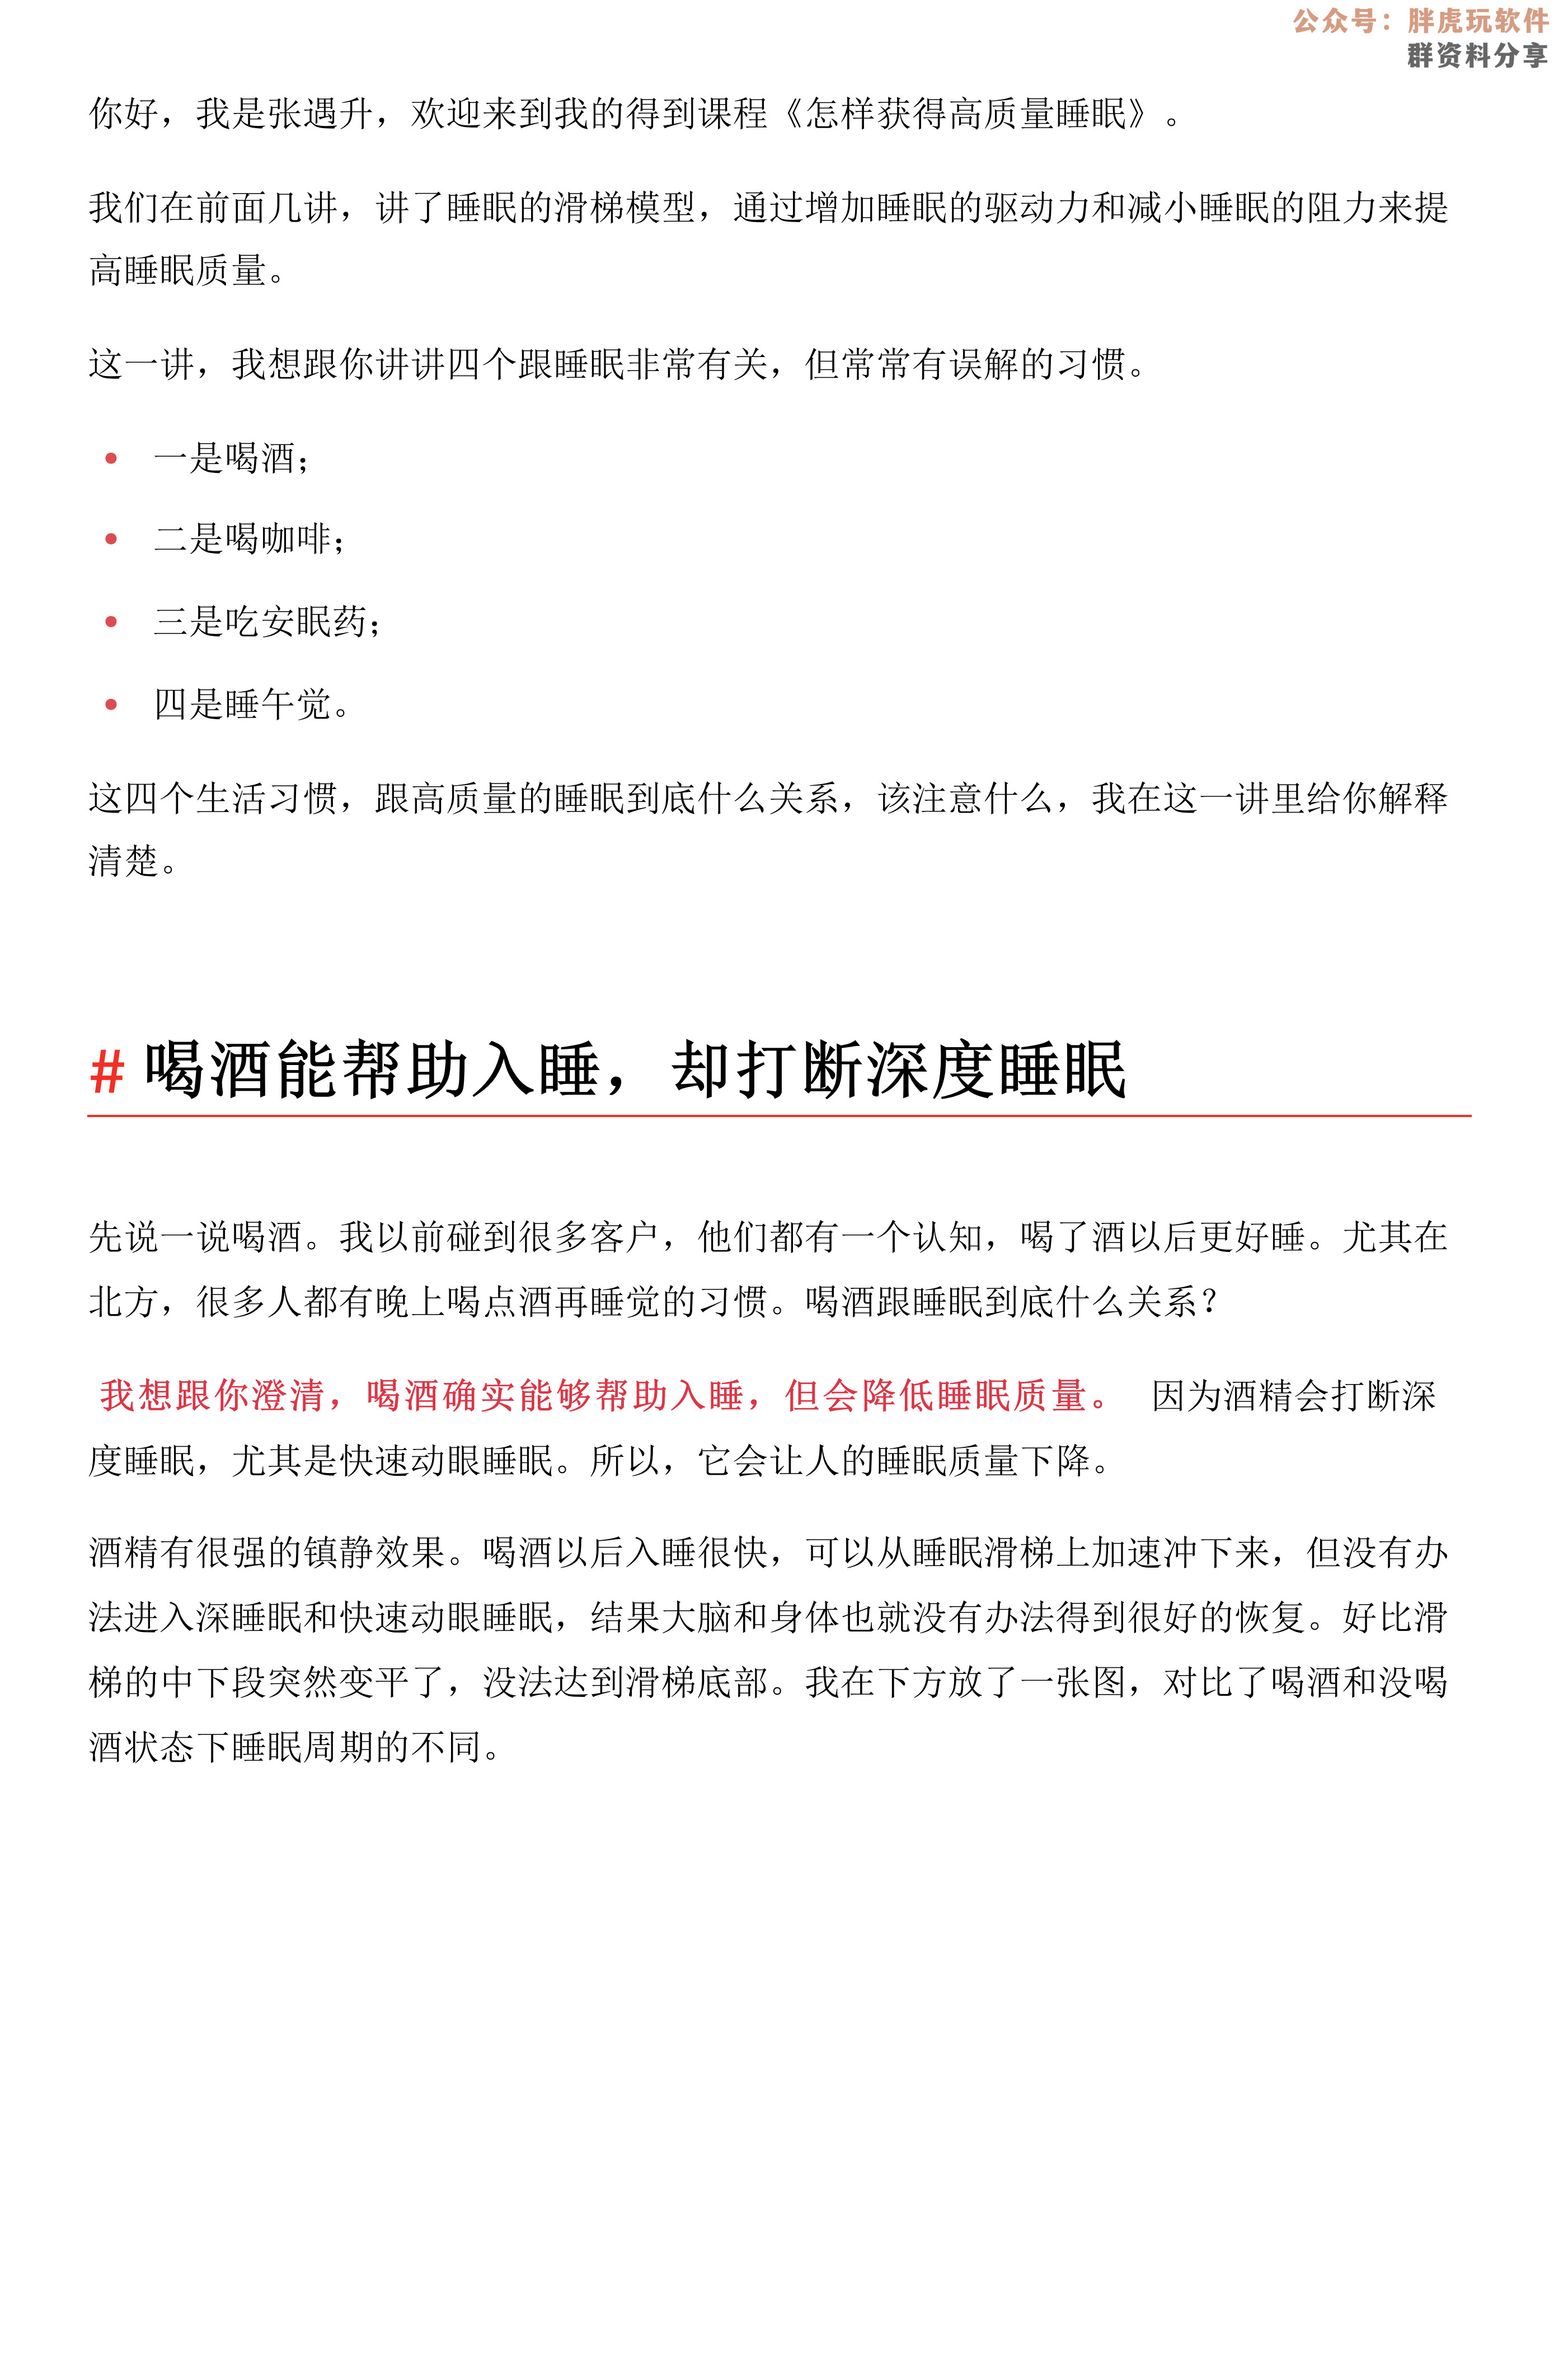 公众号：胖虎玩软件
群资料分享
你好，我是张遇升，欢迎来到我的得到课程《怎样获得高质量睡眠》。
我们在前面几讲，讲了睡眠的滑梯模型，通过增加睡眠的驱动力和减小睡眠的阻力来提
高睡眠质量。
这一讲，我想跟你讲讲四个跟睡眠非常有关，但常常有误解的习惯。
• 一是喝酒；
• 二是喝咖啡；
• 三是吃安眠药；
• 四是睡午觉。
这四个生活习惯，跟高质量的睡眠到底什么关系，该注意什么，我在这一讲里给你解释
清楚。
# 喝酒能帮助入睡，却打断深度睡眠
先说一说喝酒。我以前碰到很多客户，他们都有一个认知，喝了酒以后更好睡。尤其在
北方，很多人都有晚上喝点酒再睡觉的习惯。喝酒跟睡眠到底什么关系？
我想跟你澄清，喝酒确实能够帮助入睡，但会降低睡眠质量。 因为酒精会打断深
度睡眠，尤其是快速动眼睡眠。所以，它会让人的睡眠质量下降。
酒精有很强的镇静效果。喝酒以后入睡很快，可以从睡眠滑梯上加速冲下来，但没有办
法进入深睡眠和快速动眼睡眠，结果大脑和身体也就没有办法得到很好的恢复。好比滑
梯的中下段突然变平了，没法达到滑梯底部。我在下方放了一张图，对比了喝酒和没喝
酒状态下睡眠周期的不同。